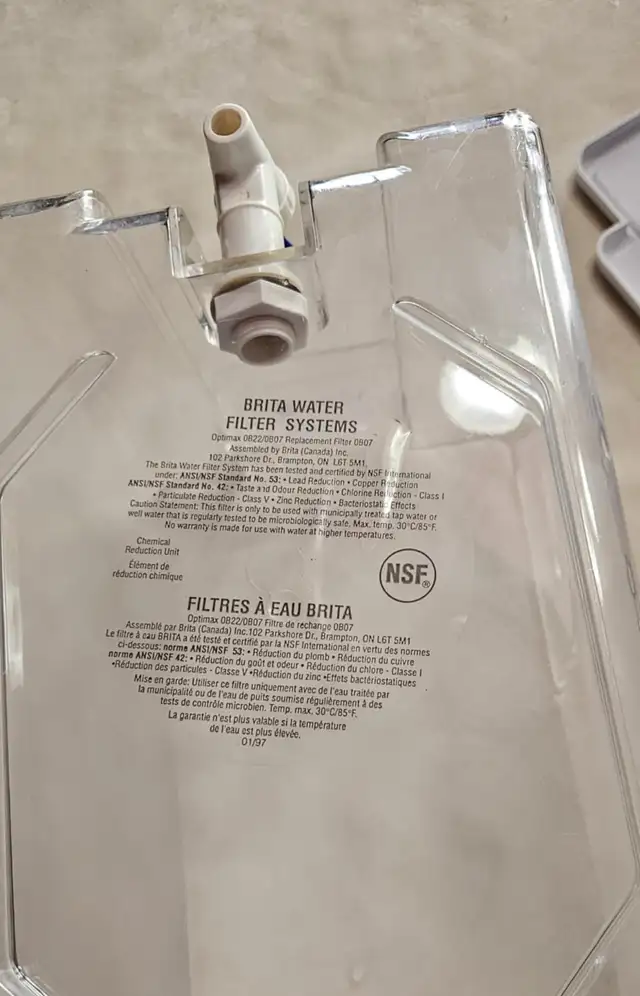 BRITA WATER
FILTER SYSTEMS
Optimax OB22/OB07 Replacement Filter OB07
Assembled by Brita (Canada) Inc.
102 Parkshore Dr., Brampton, ON L6T 5M1
The Brita Water Filter System has been tested and certified by NSF International
under: ANSI/NSF Standard No. 53: • Lead Reduction • Copper Reduction
ANSI/NSF Standard No. 42: • Taste and Odour Reduction • Chlorine Reduction - Class I
• Particulate Reduction - Class V • Zinc Reduction • Bacteriostatic Effects
Caution Statement: This filter is only to be used with municipally treated tap water or
well water that is regularly tested to be microbiologically safe. Max. temp. 30°C/85°F.
No warranty is made for use with water at higher temperatures.
Chemical
Reduction Unit
Élément de
réduction chimique
NSF®
FILTRES À EAU BRITA
Optimax OB22/OB07 Filtre de rechange OB07
Assemblé par Brita (Canada) Inc. 102 Parkshore Dr., Brampton, ON L6T 5M1
Le filtre à eau BRITA a été testé et certifié par la NSF International en vertu des normes
ci-dessous: norme ANSI/NSF 53: • Réduction du plomb • Réduction du cuivre
norme ANSI/NSF 42: • Réduction du goût et odeur • Réduction du chlore - Classe I
•Réduction des particules - Classe V •Réduction du zinc •Effets bactériostatiques
Mise en garde: Utiliser ce filtre uniquement avec de l'eau traitée par
la municipalité ou de l'eau de puits soumise régulièrement à des
tests de contrôle microbien. Temp. max. 30°C/85°F.
La garantie n'est plus valable si la température
de l'eau est plus élevée.
01/97